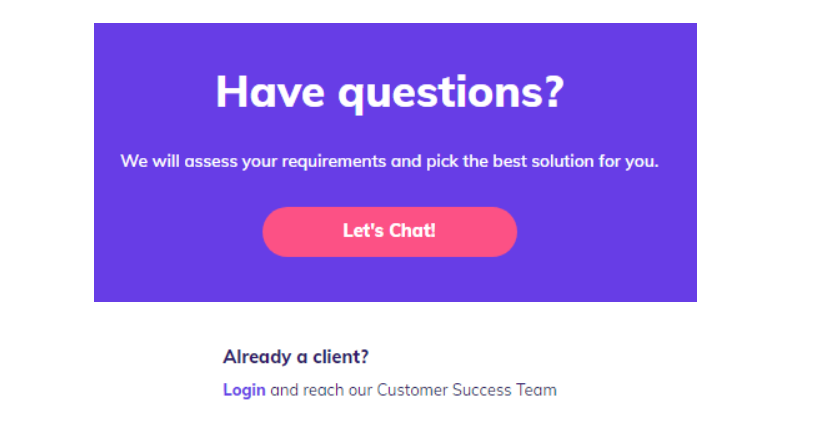 Have questions?
We will assess your requirements and pick the best solution for you.
Let's Chat!
Already a client?
Login and reach our Customer Success Team